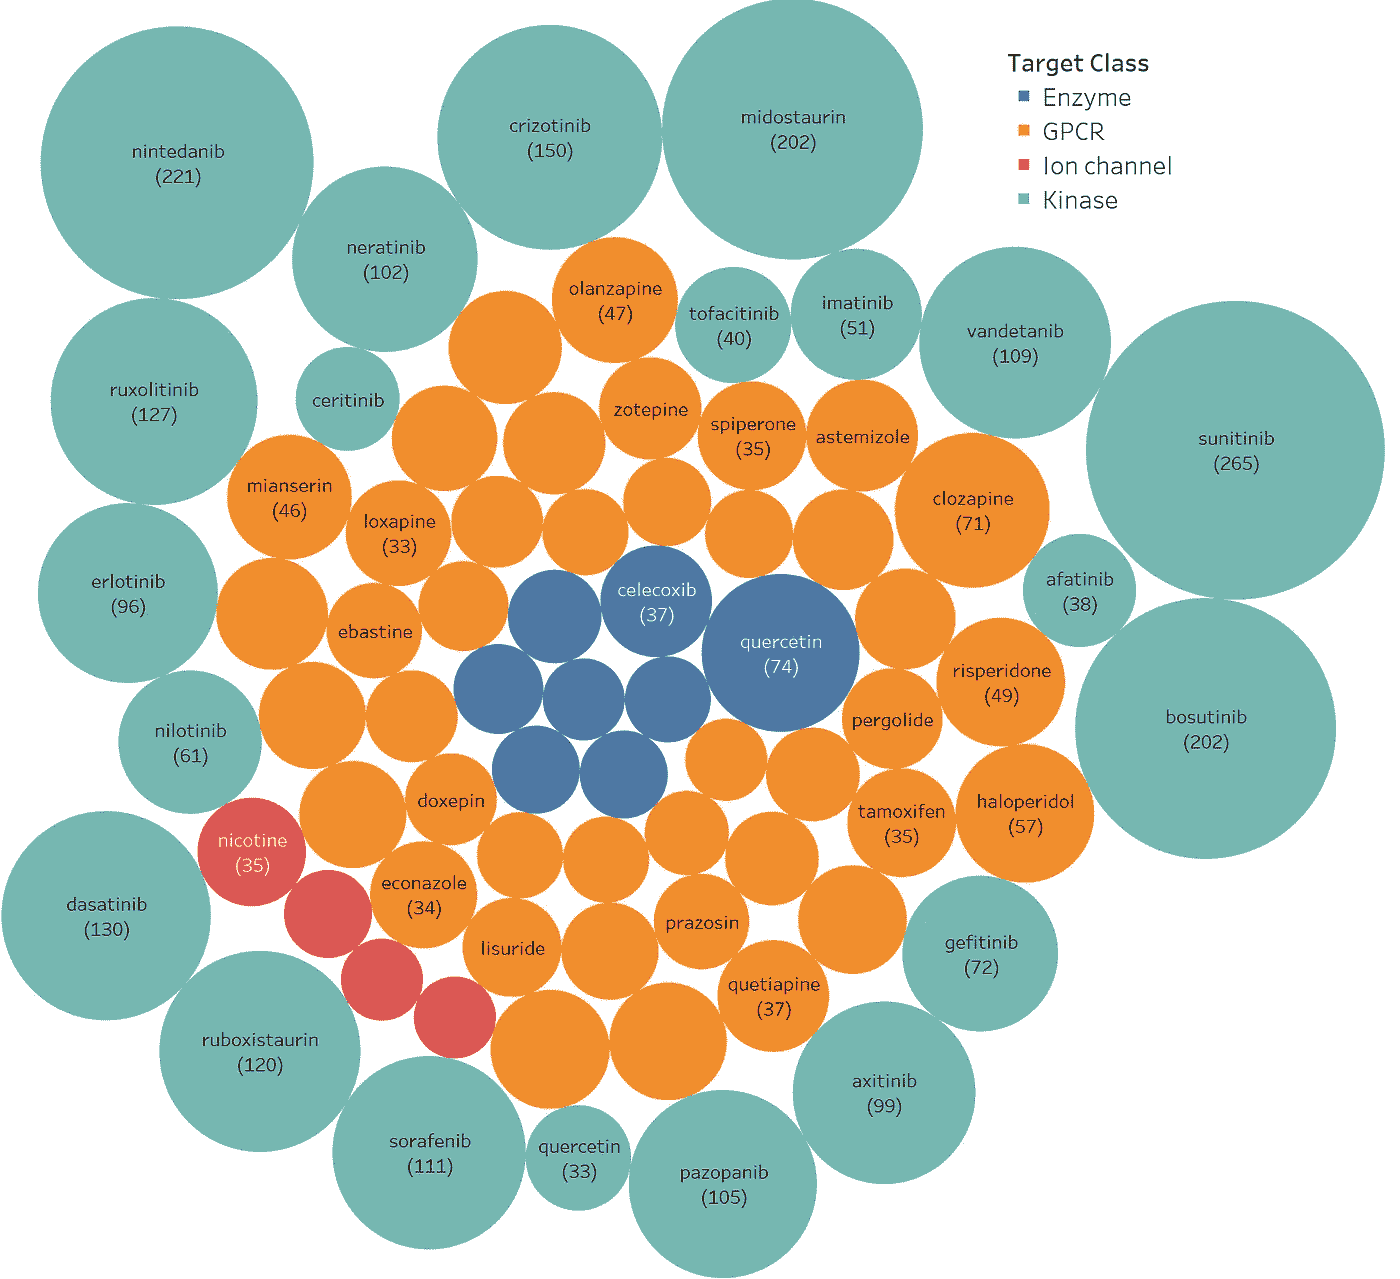 Target Class
Enzyme
GPCR
Ion channel
Kinase
nintedanib
(221)
crizotinib
(150)
midostaurin
(202)
neratinib
(102)
olanzapine
(47)
tofacitinib
(40)
imatinib
(51)
vandetanib
(109)
sunitinib
(265)
ruxolitinib
(127)
ceritinib
zotepine
spiperone
(35)
astemizole
mianserin
(46)
loxapine
(33)
clozapine
(71)
erlotinib
(96)
ebastine
celecoxib
(37)
quercetin
(74)
afatinib
(38)
risperidone
(49)
pergolide
bosutinib
(202)
nilotinib
(61)
doxepin
tamoxifen
(35)
haloperidol
(57)
nicotine
(35)
econazole
(34)
dasatinib
(130)
lisuride
prazosin
gefitinib
(72)
quetiapine
(37)
ruboxistaurin
(120)
axitinib
(99)
sorafenib
(111)
quercetin
(33)
pazopanib
(105)